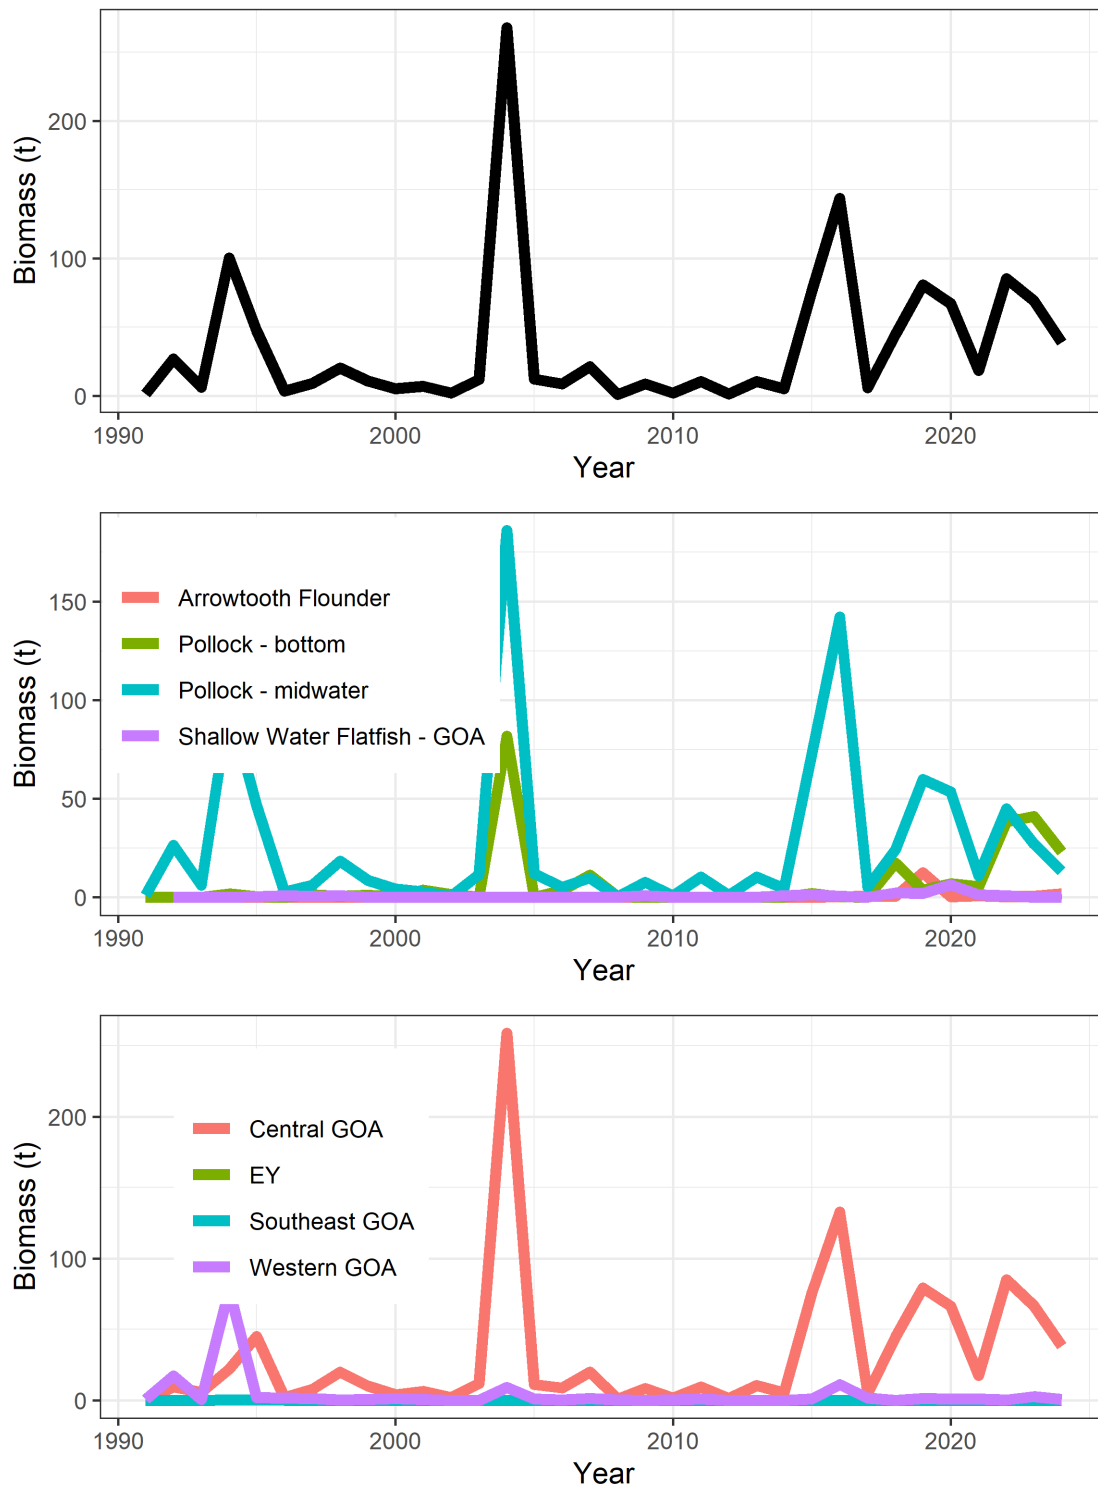 Biomass (t)
200
100
0
1990 2000 2010 2020
Year
Biomass (t)
150
100
50
0
Arrowtooth Flounder
Pollock - bottom
Pollock - midwater
Shallow Water Flatfish - GOA
1990 2000 2010 2020
Year
Biomass (t)
200
100
0
Central GOA
EY
Southeast GOA
Western GOA
1990 2000 2010 2020
Year